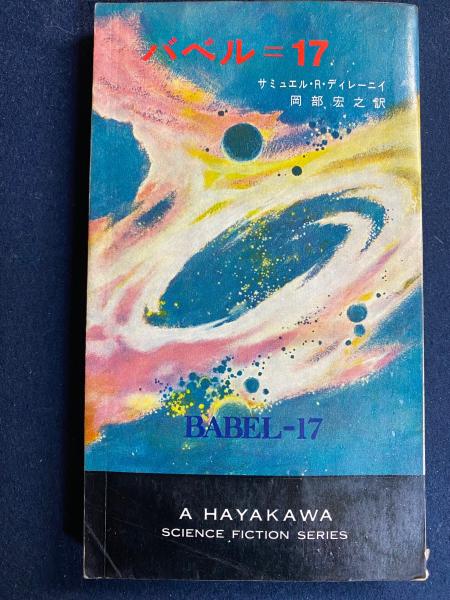 バベル=17
サミュエル・R・ディレーニイ
岡部宏之訳
BABEL-17
A HAYAKAWA
SCIENCE FICTION SERIES